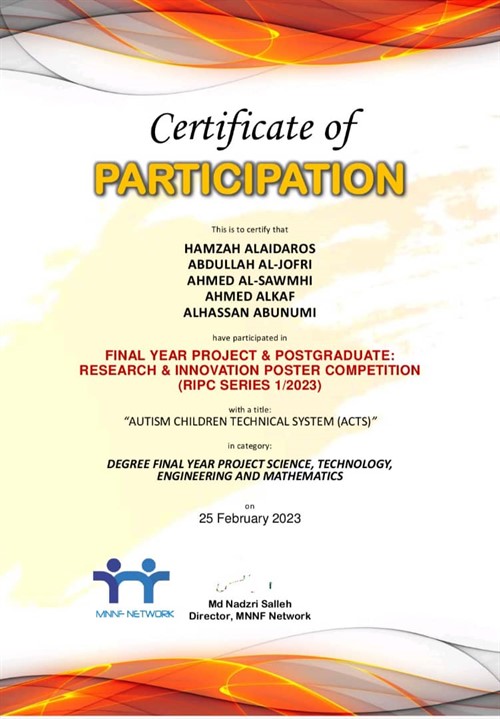 Certificate of
PARTICIPATION
This is to certify that
HAMZAH ALAIDAROS
ABDULLAH AL-JOFRI
AHMED AL-SAWMHI
AHMED ALKAF
ALHASSAN ABUNUMI
have participated in
FINAL YEAR PROJECT & POSTGRADUATE:
RESEARCH & INNOVATION POSTER COMPETITION
(RIPC SERIES 1/2023)
with a title:
“AUTISM CHILDREN TECHNICAL SYSTEM (ACTS)”
in category:
DEGREE FINAL YEAR PROJECT SCIENCE, TECHNOLOGY,
ENGINEERING AND MATHEMATICS
on
25 February 2023
MNNF NETWORK
Md Nadzri Salleh
Director, MNNF Network